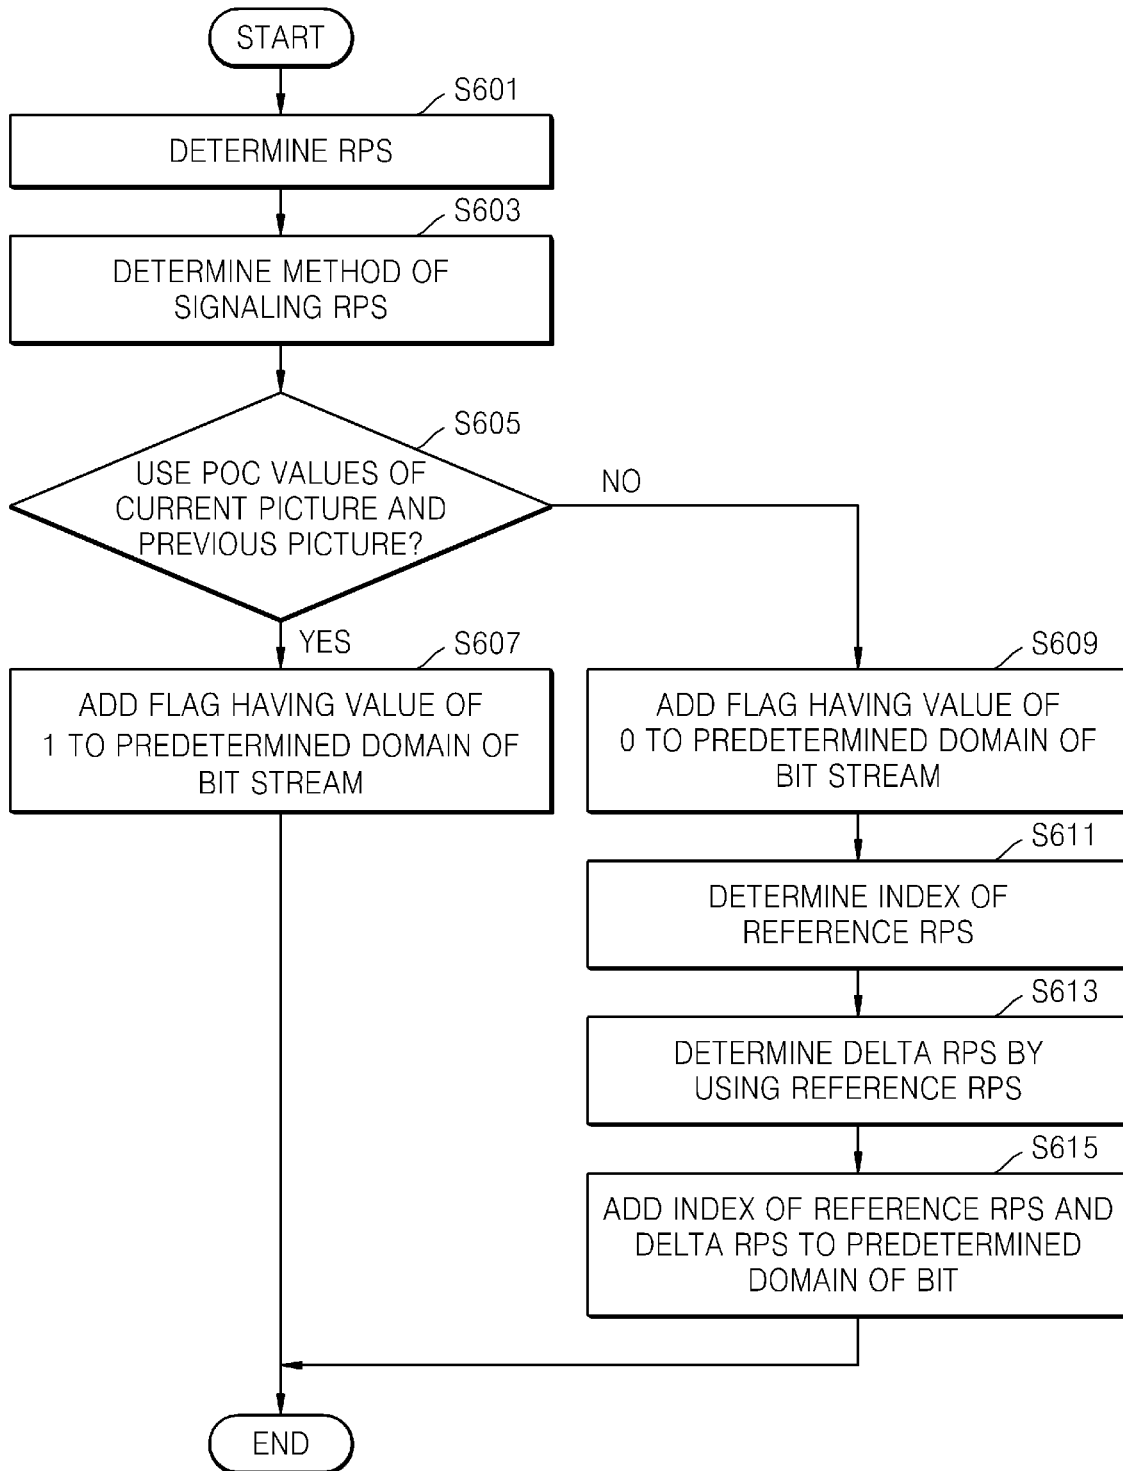 START
S601
DETERMINE RPS
S603
DETERMINE METHOD OF
SIGNALING RPS
S605
USE POC VALUES OF
CURRENT PICTURE AND
PREVIOUS PICTURE?
NO
YES
S607
ADD FLAG HAVING VALUE OF
1 TO PREDETERMINED DOMAIN OF
BIT STREAM
S609
ADD FLAG HAVING VALUE OF
0 TO PREDETERMINED DOMAIN OF
BIT STREAM
S611
DETERMINE INDEX OF
REFERENCE RPS
S613
DETERMINE DELTA RPS BY
USING REFERENCE RPS
S615
ADD INDEX OF REFERENCE RPS AND
DELTA RPS TO PREDETERMINED
DOMAIN OF BIT
END